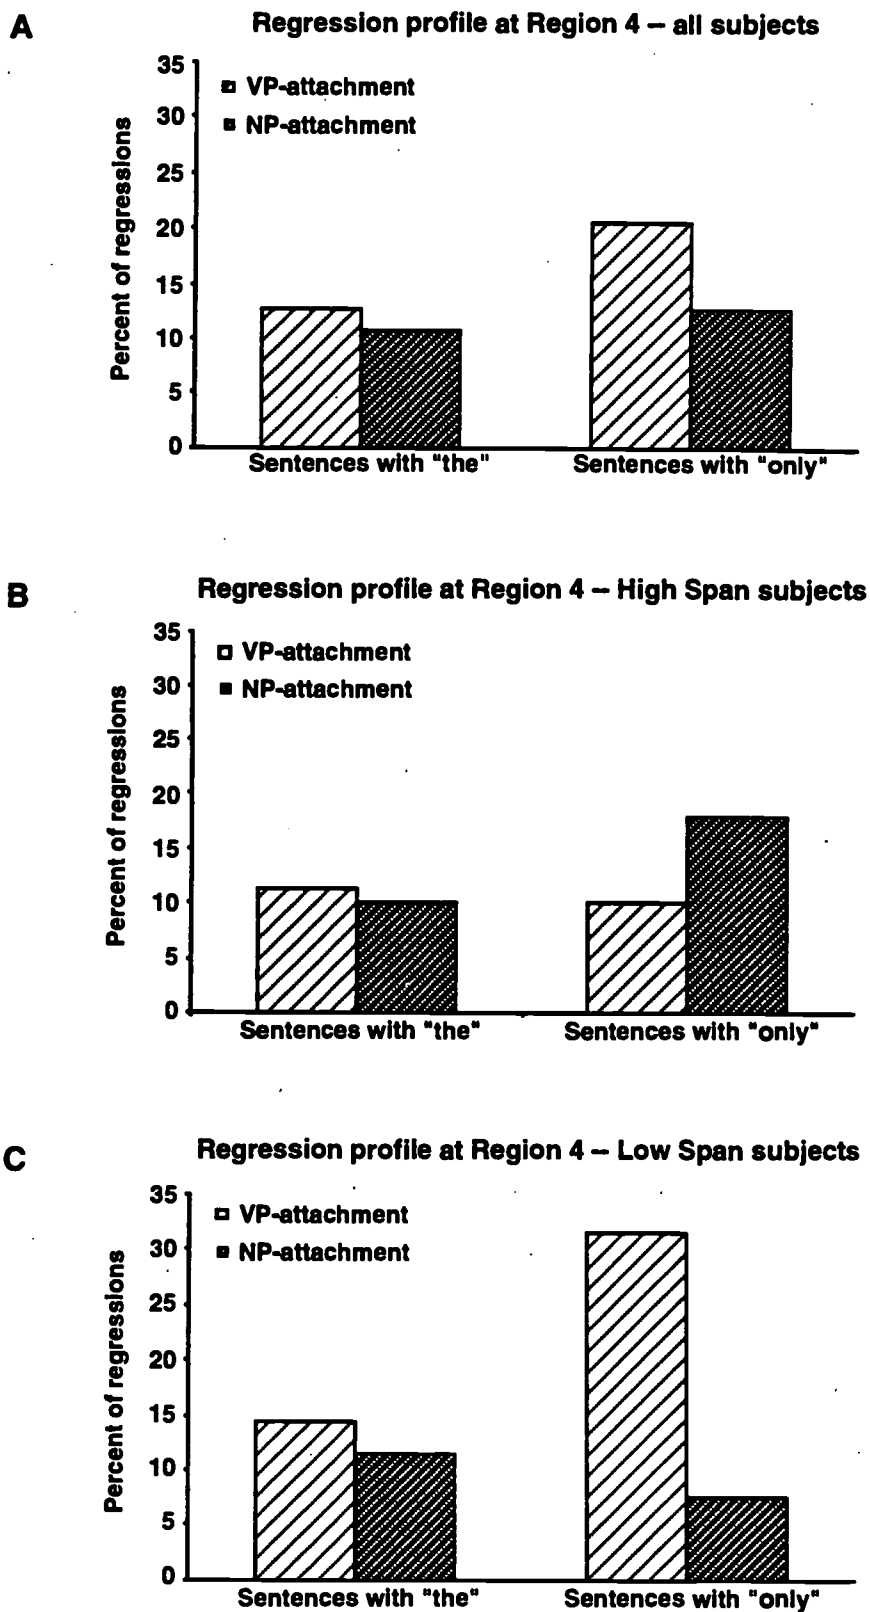 A
Regression profile at Region 4 – all subjects
35
30
25
20
15
10
5
0
Percent of regressions
VP-attachment
NP-attachment
Sentences with "the"
Sentences with "only"
B
Regression profile at Region 4 – High Span subjects
35
30
25
20
15
10
5
0
Percent of regressions
VP-attachment
NP-attachment
Sentences with "the"
Sentences with "only"
C
Regression profile at Region 4 – Low Span subjects
35
30
25
20
15
10
5
0
Percent of regressions
VP-attachment
NP-attachment
Sentences with "the"
Sentences with "only"